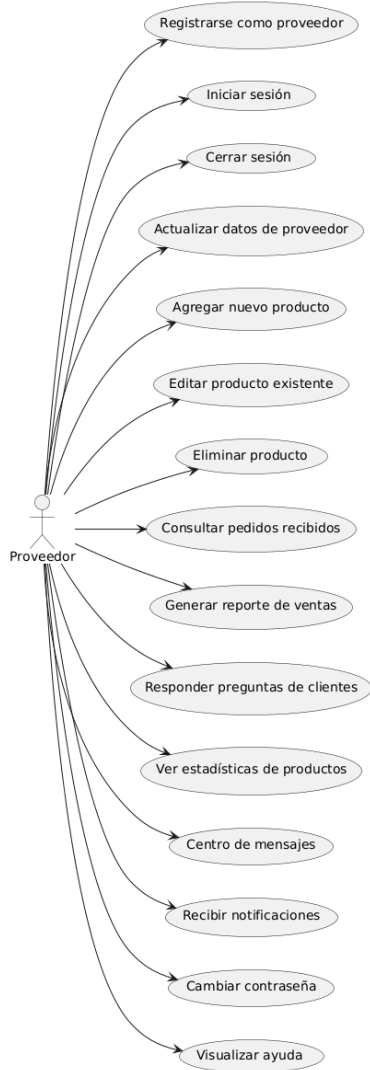 Registrarse como proveedor
Iniciar sesión
Cerrar sesión
Actualizar datos de proveedor
Agregar nuevo producto
Editar producto existente
Eliminar producto
Proveedor
Consultar pedidos recibidos
Generar reporte de ventas
Responder preguntas de clientes
Ver estadísticas de productos
Centro de mensajes
Recibir notificaciones
Cambiar contraseña
Visualizar ayuda